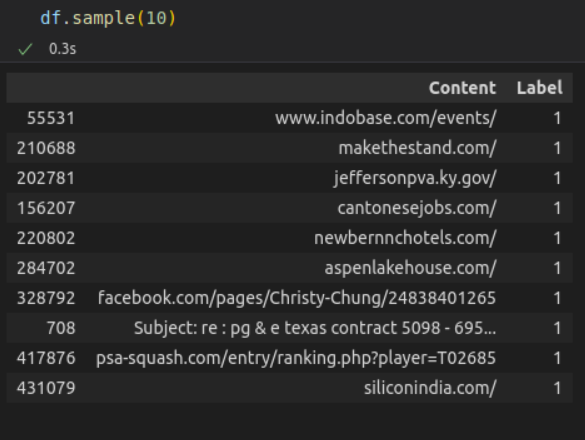 df.sample(10)
✓ 0.3s
Content Label
55531 www.indobase.com/events/ 1
210688 makethestand.com/ 1
202781 jeffersonpva.ky.gov/ 1
156207 cantonesejobs.com/ 1
220802 newbernnchotels.com/ 1
284702 aspenlakehouse.com/ 1
328792 facebook.com/pages/Christy-Chung/24838401265 1
708 Subject: re : pg & e texas contract 5098 - 695... 1
417876 psa-squash.com/entry/ranking.php?player=T02685 1
431079 siliconindia.com/ 1